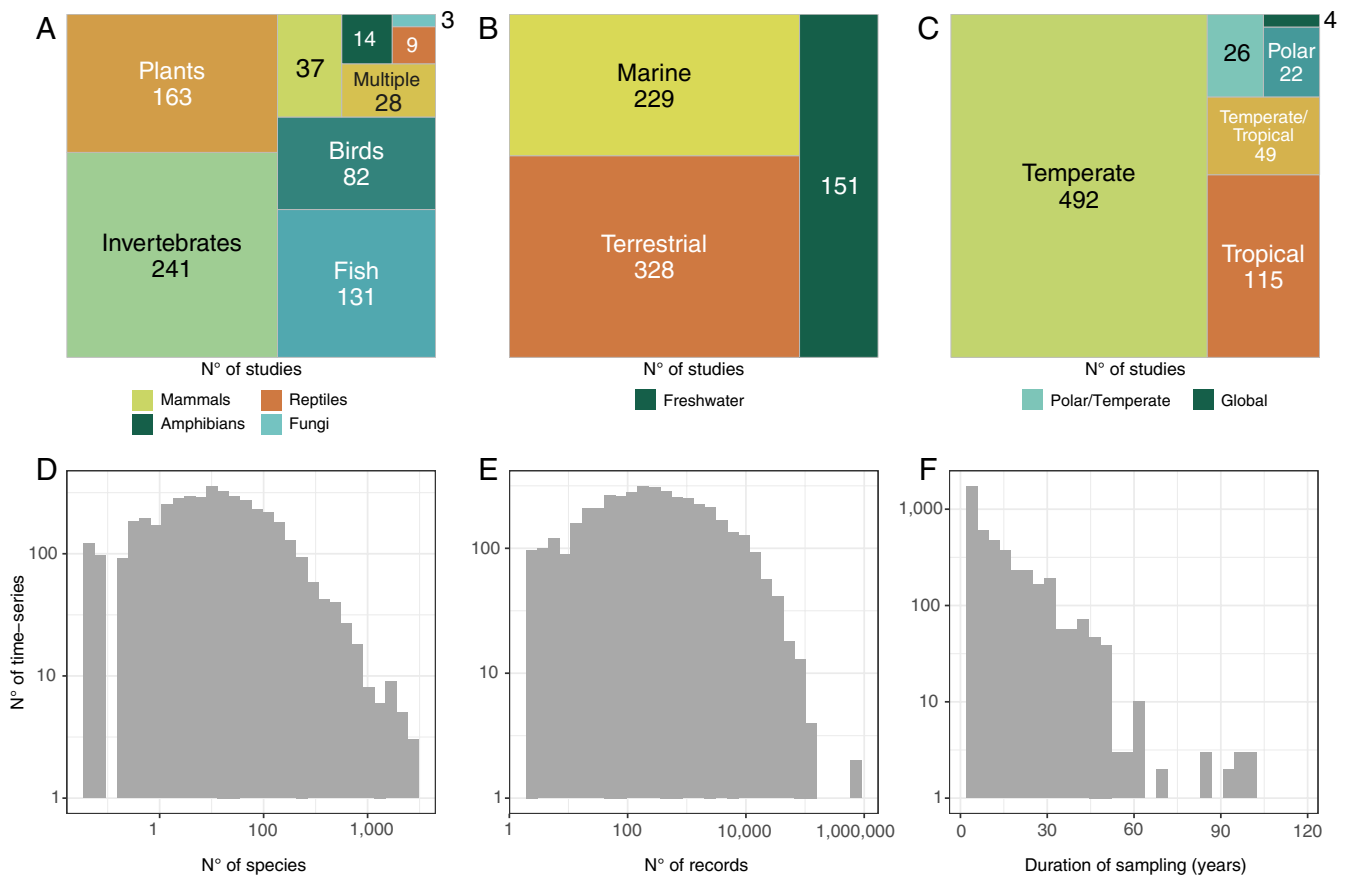 A
Plants
163
37
14
9
3
Multiple
28
Birds
82
Invertebrates
241
Fish
131
N° of studies
Mammals
Reptiles
Amphibians
Fungi
B
Marine
229
Terrestrial
328
151
N° of studies
Freshwater
C
Temperate
492
26
Polar
22
4
Temperate/
Tropical
49
Tropical
115
N° of studies
Polar/Temperate
Global
D
N° of time–series
100
10
1
1
100
1,000
N° of species
E
100
10
1
1
100
10,000
1,000,000
N° of records
F
1,000
100
10
1
0
30
60
90
120
Duration of sampling (years)